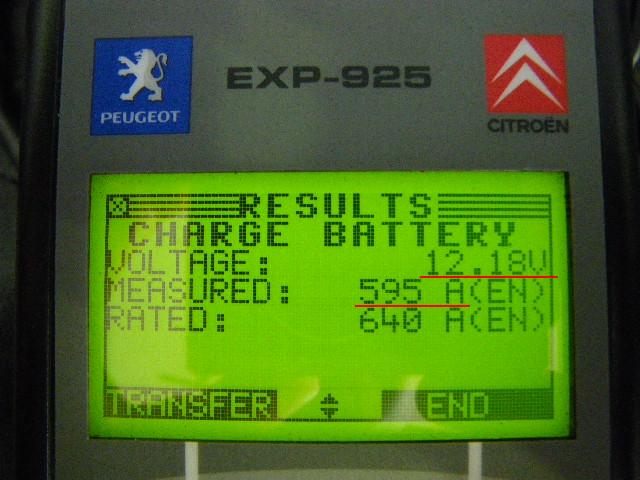 PEUGEOT
EXP-925
CITROËN
RESULTS
CHARGE BATTERY
VOLTAGE: 12.18V
MEASURED: 595 A(EN)
RATED: 640 A(EN)
TRANSFER END